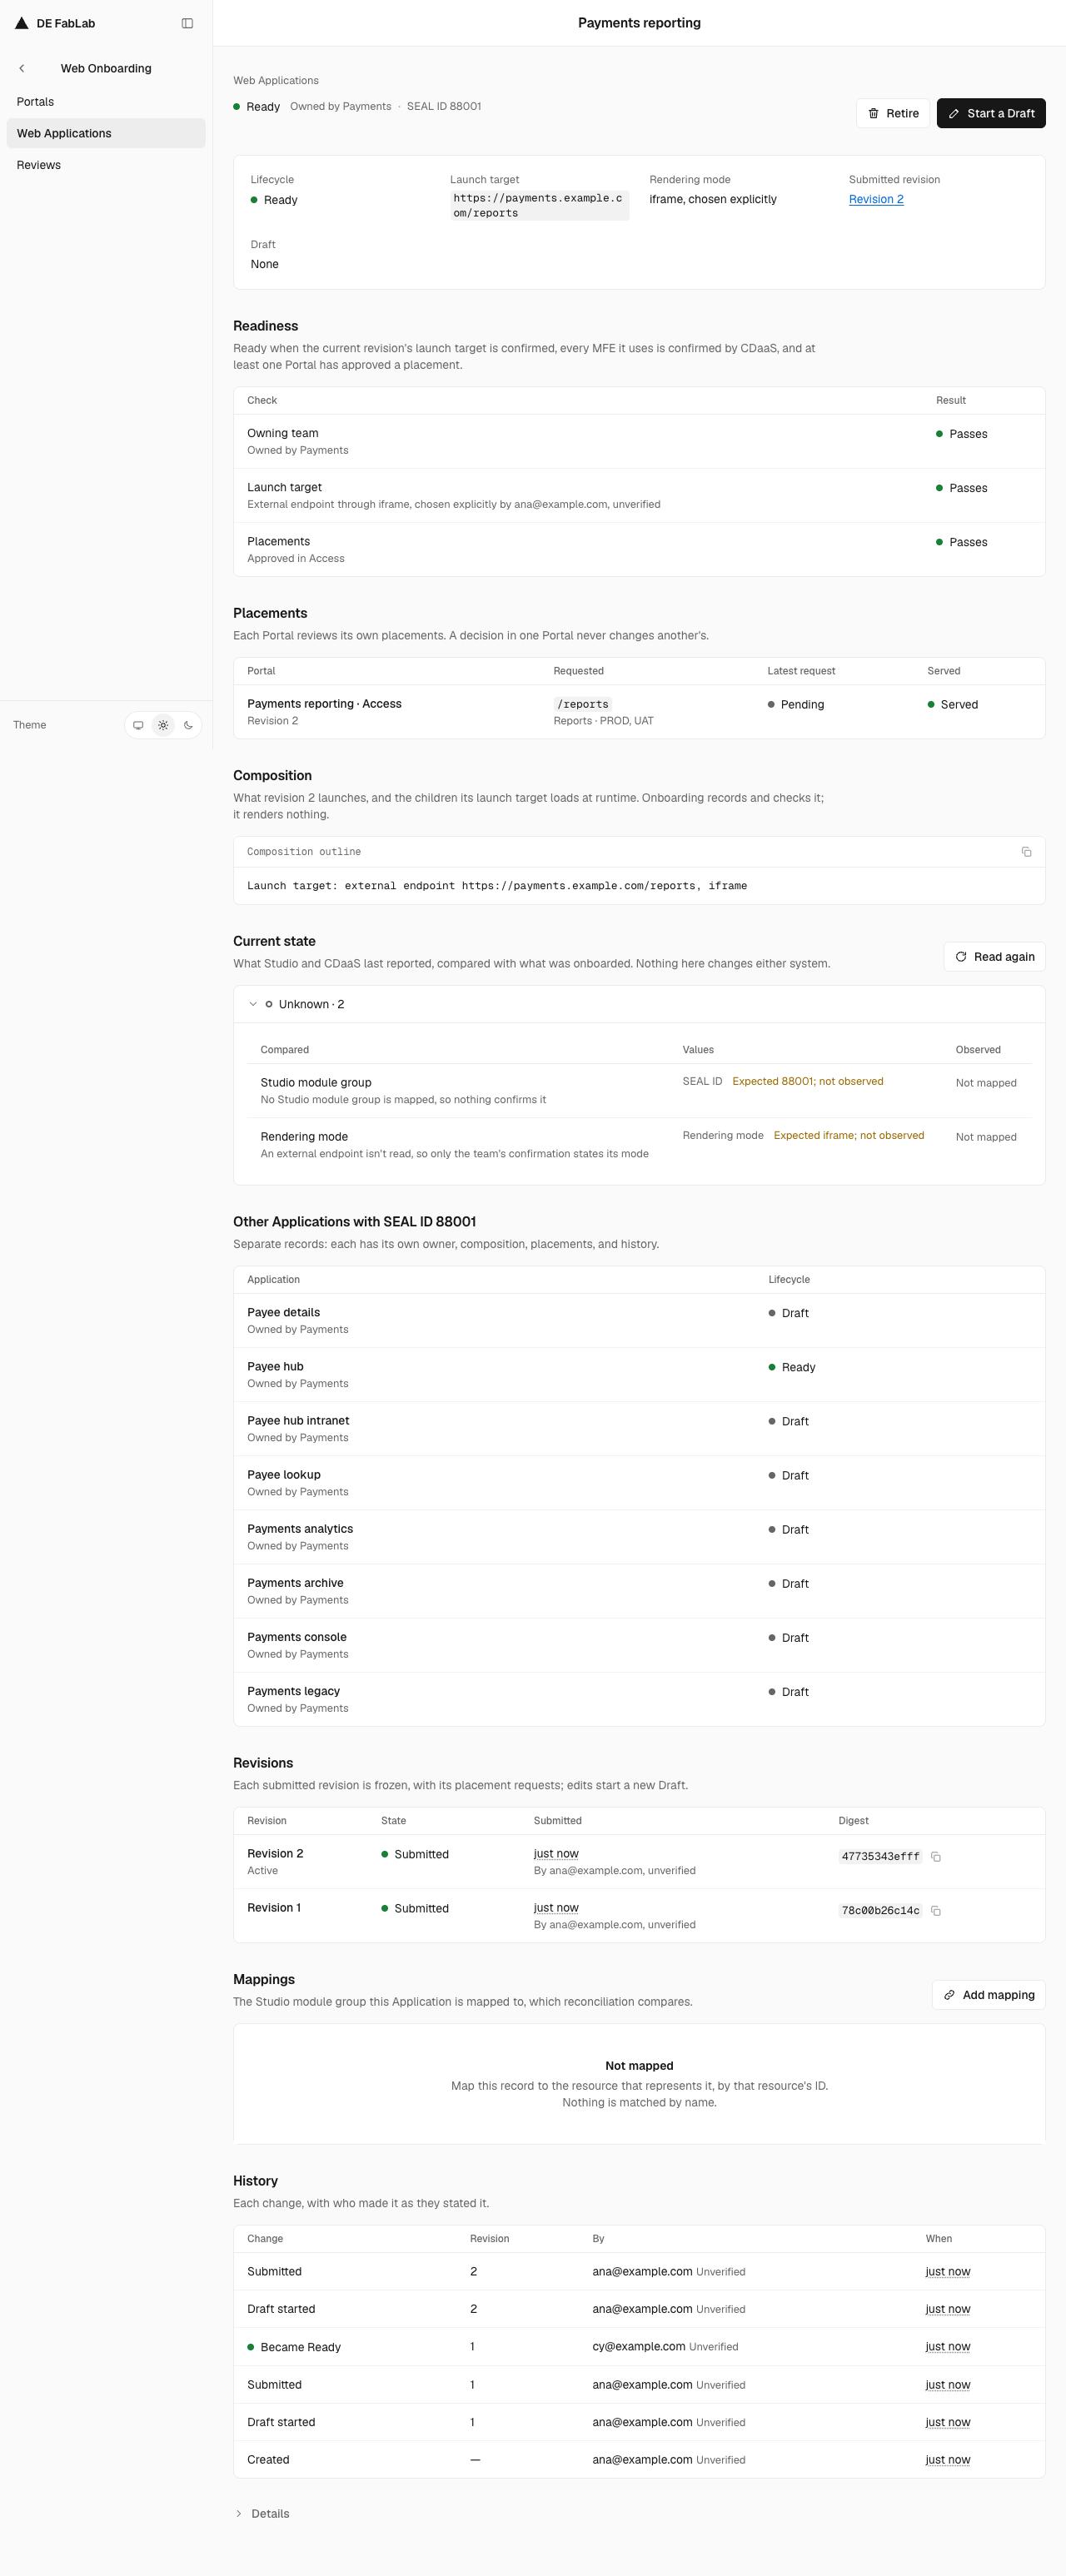 DE FabLab
Web Onboarding
Portals
Web Applications
Reviews
Theme
Payments reporting
Web Applications
Ready Owned by Payments · SEAL ID 88001
Retire
Start a Draft
Lifecycle
Ready
Launch target
https://payments.example.c
om/reports
Rendering mode
iframe, chosen explicitly
Submitted revision
Revision 2
Draft
None
Readiness
Ready when the current revision's launch target is confirmed, every MFE it uses is confirmed by CDaaS, and at
least one Portal has approved a placement.
Check Result
Owning team Passes
Owned by Payments
Launch target Passes
External endpoint through iframe, chosen explicitly by ana@example.com, unverified
Placements Passes
Approved in Access
Placements
Each Portal reviews its own placements. A decision in one Portal never changes another's.
Portal Requested Latest request Served
Payments reporting · Access /reports Pending Served
Revision 2 Reports · PROD, UAT
Composition
What revision 2 launches, and the children its launch target loads at runtime. Onboarding records and checks it;
it renders nothing.
Composition outline
Launch target: external endpoint https://payments.example.com/reports, iframe
Current state
What Studio and CDaaS last reported, compared with what was onboarded. Nothing here changes either system.
Read again
Unknown · 2
Compared Values Observed
Studio module group SEAL ID Expected 88001; not observed Not mapped
No Studio module group is mapped, so nothing confirms it
Rendering mode Rendering mode Expected iframe; not observed Not mapped
An external endpoint isn't read, so only the team's confirmation states its mode
Other Applications with SEAL ID 88001
Separate records: each has its own owner, composition, placements, and history.
Application Lifecycle
Payee details Draft
Owned by Payments
Payee hub Ready
Owned by Payments
Payee hub intranet Draft
Owned by Payments
Payee lookup Draft
Owned by Payments
Payments analytics Draft
Owned by Payments
Payments archive Draft
Owned by Payments
Payments console Draft
Owned by Payments
Payments legacy Draft
Owned by Payments
Revisions
Each submitted revision is frozen, with its placement requests; edits start a new Draft.
Revision State Submitted Digest
Revision 2 Submitted just now 47735343efff
Active By ana@example.com, unverified
Revision 1 Submitted just now 78c00b26c14c
By ana@example.com, unverified
Mappings
The Studio module group this Application is mapped to, which reconciliation compares.
Add mapping
Not mapped
Map this record to the resource that represents it, by that resource's ID.
Nothing is matched by name.
History
Each change, with who made it as they stated it.
Change Revision By When
Submitted 2 ana@example.com Unverified just now
Draft started 2 ana@example.com Unverified just now
Became Ready 1 cy@example.com Unverified just now
Submitted 1 ana@example.com Unverified just now
Draft started 1 ana@example.com Unverified just now
Created — ana@example.com Unverified just now
Details